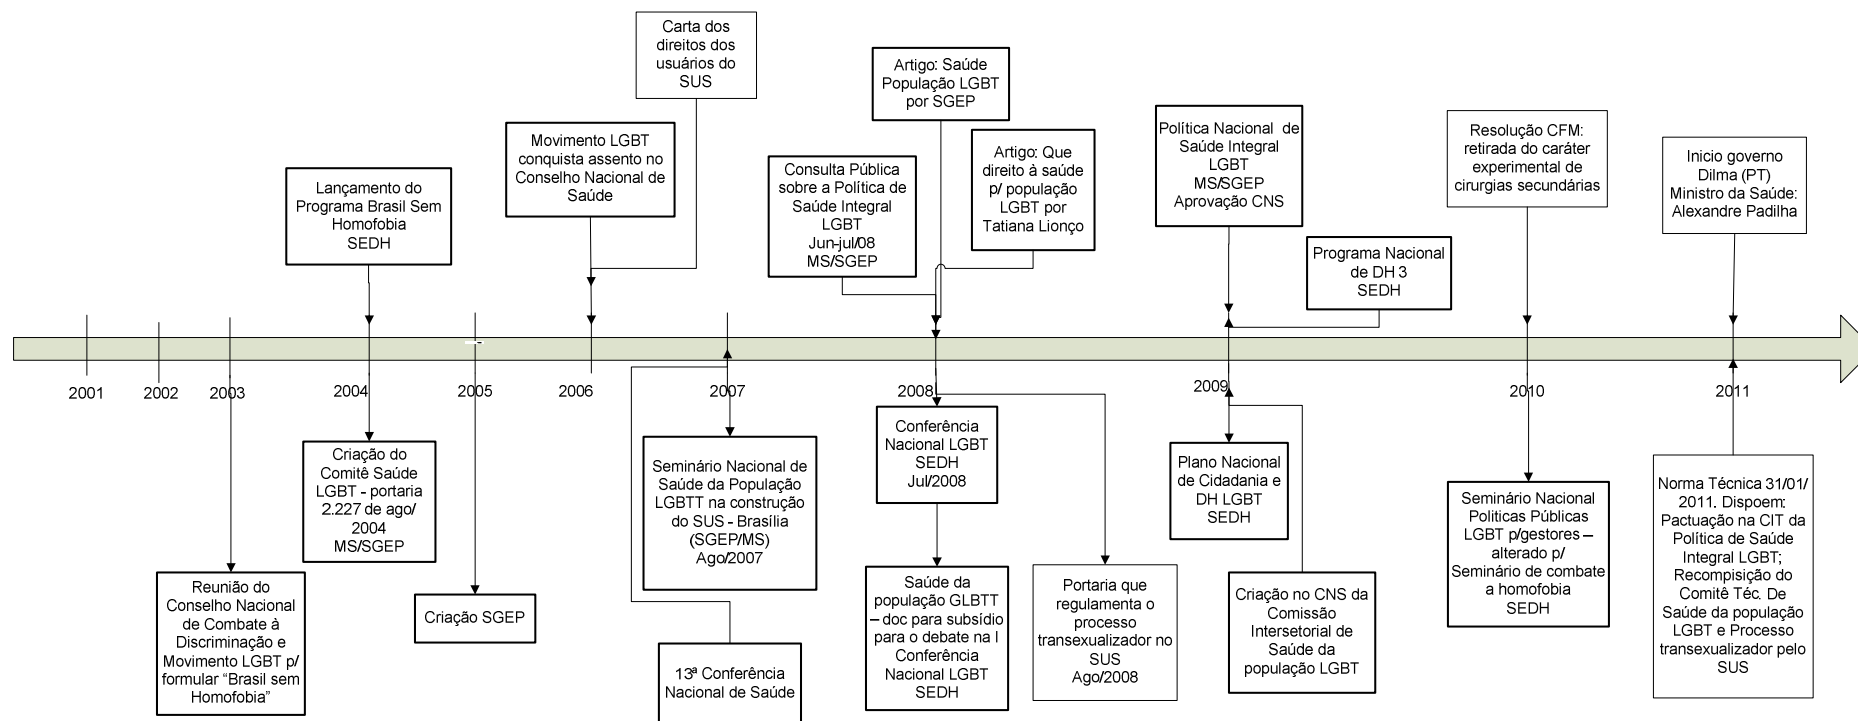 Carta dos
direitos dos
usuários do
SUS
Artigo: Saúde
População LGBT
por SGEP
Movimento LGBT
conquista assento no
Conselho Nacional de
Saúde
Artigo: Que
direito à saúde
p/ população
LGBT por
Tatiana Lionço
Política Nacional de
Saúde Integral
LGBT
MS/SGEP
Aprovação CNS
Resolução CFM:
retirada do caráter
experimental de
cirurgias secundárias
Inicio governo
Dilma (PT)
Ministro da Saúde:
Alexandre Padilha
Lançamento do
Programa Brasil Sem
Homofobia
SEDH
Consulta Pública
sobre a Política de
Saúde Integral
LGBT
Jun-jul/08
MS/SGEP
Programa Nacional
de DH 3
SEDH
2001
2002
2003
2004
2005
2006
2007
2008
2009
2010
2011
Reunião do
Conselho Nacional
de Combate à
Discriminação e
Movimento LGBT p/
formular “Brasil sem
Homofobia”
Criação do
Comitê Saúde
LGBT - portaria
2.227 de ago/
2004
MS/SGEP
Criação SGEP
Seminário Nacional de
Saúde da População
LGBTT na construção
do SUS - Brasília
(SGEP/MS)
Ago/2007
13ª Conferência
Nacional de Saúde
Conferência
Nacional LGBT
SEDH
Jul/2008
Saúde da
população GLBTT
– doc para subsídio
para o debate na I
Conferência
Nacional LGBT
SEDH
Portaria que
regulamenta o
processo
transexualizador no
SUS
Ago/2008
Plano Nacional
de Cidadania e
DH LGBT
SEDH
Criação no CNS da
Comissão
Intersetorial de
Saúde da
população LGBT
Seminário Nacional
Politicas Públicas
LGBT p/gestores –
alterado p/
Seminário de combate
a homofobia
SEDH
Norma Técnica 31/01/
2011. Dispoem:
Pactuação na CIT da
Política de Saúde
Integral LGBT;
Recompisição do
Comitê Téc. De
Saúde da população
LGBT e Processo
transexualizador pelo
SUS